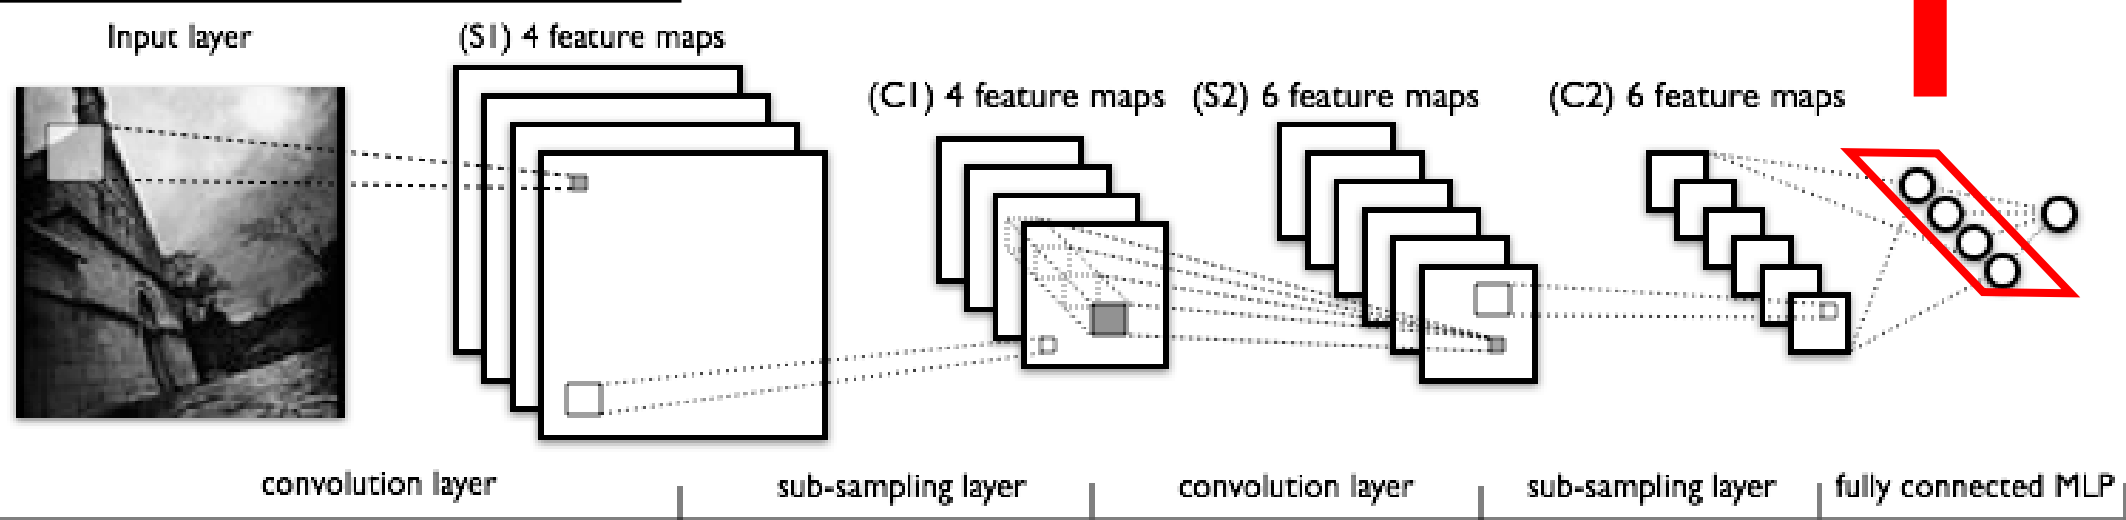 Input layer
(S1) 4 feature maps
(C1) 4 feature maps
(S2) 6 feature maps
(C2) 6 feature maps
convolution layer
sub-sampling layer
convolution layer
sub-sampling layer
fully connected MLP